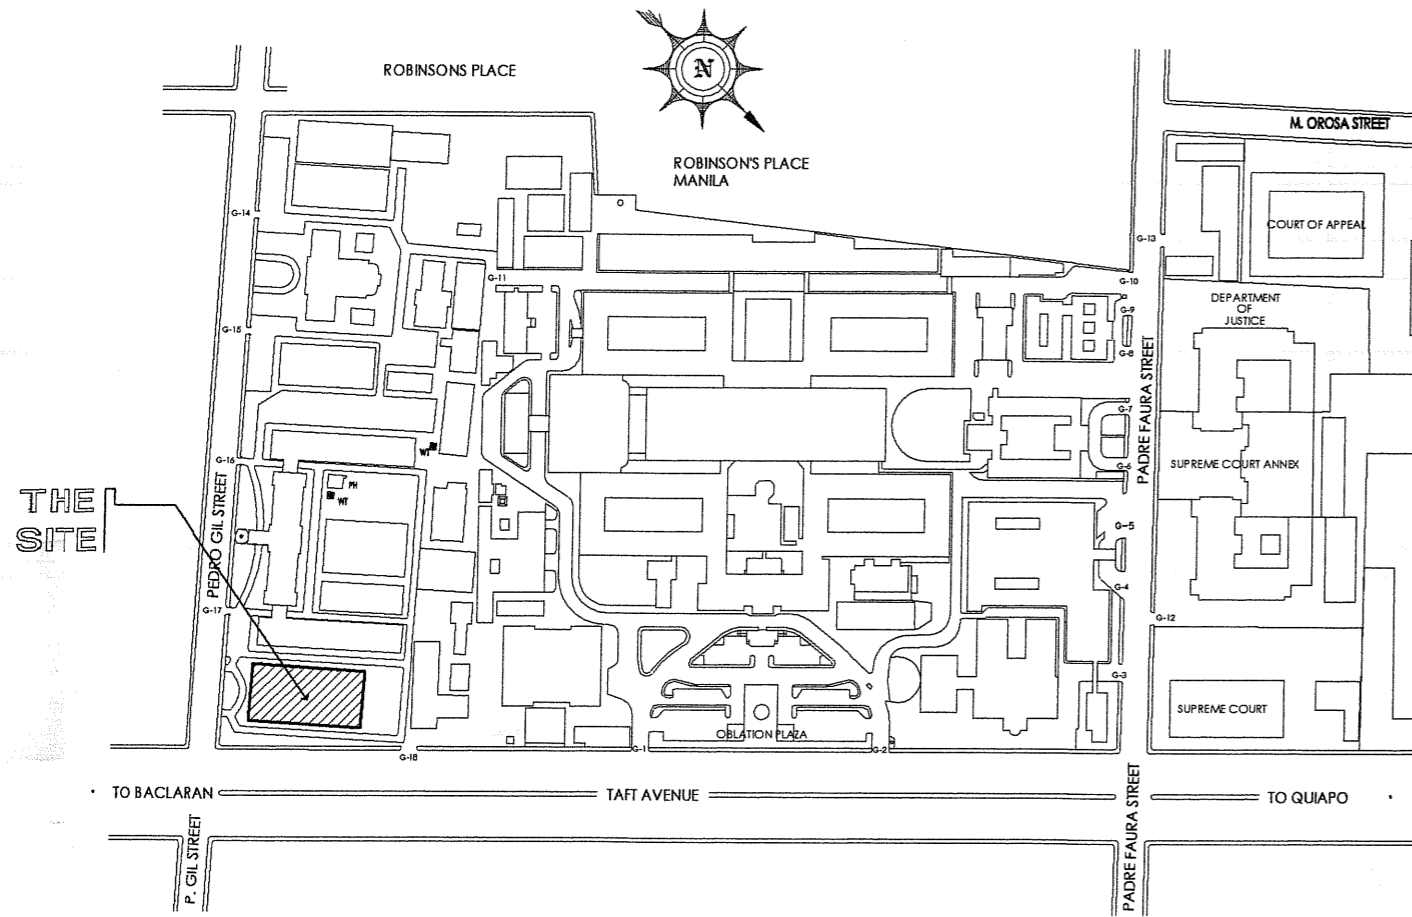 N
ROBINSONS PLACE
M. OROSA STREET
ROBINSON'S PLACE
MANILA
G-14
G-13
COURT OF APPEAL
G-11
G-10
DEPARTMENT
OF
JUSTICE
G-9
G-15
G-8
PADRE FAURA STREET
G-7
WT
G-16
G-6
SUPREME COURT ANNEX
PH
WT
THE
SITE
PEDRO GIL STREET
G-5
G-4
G-17
G-12
G-3
SUPREME COURT
OBLATION PLAZA
G-18
G-1
G-2
TO BACLARAN
TAFT AVENUE
TO QUIAPO
P. GIL STREET
PADRE FAURA STREET